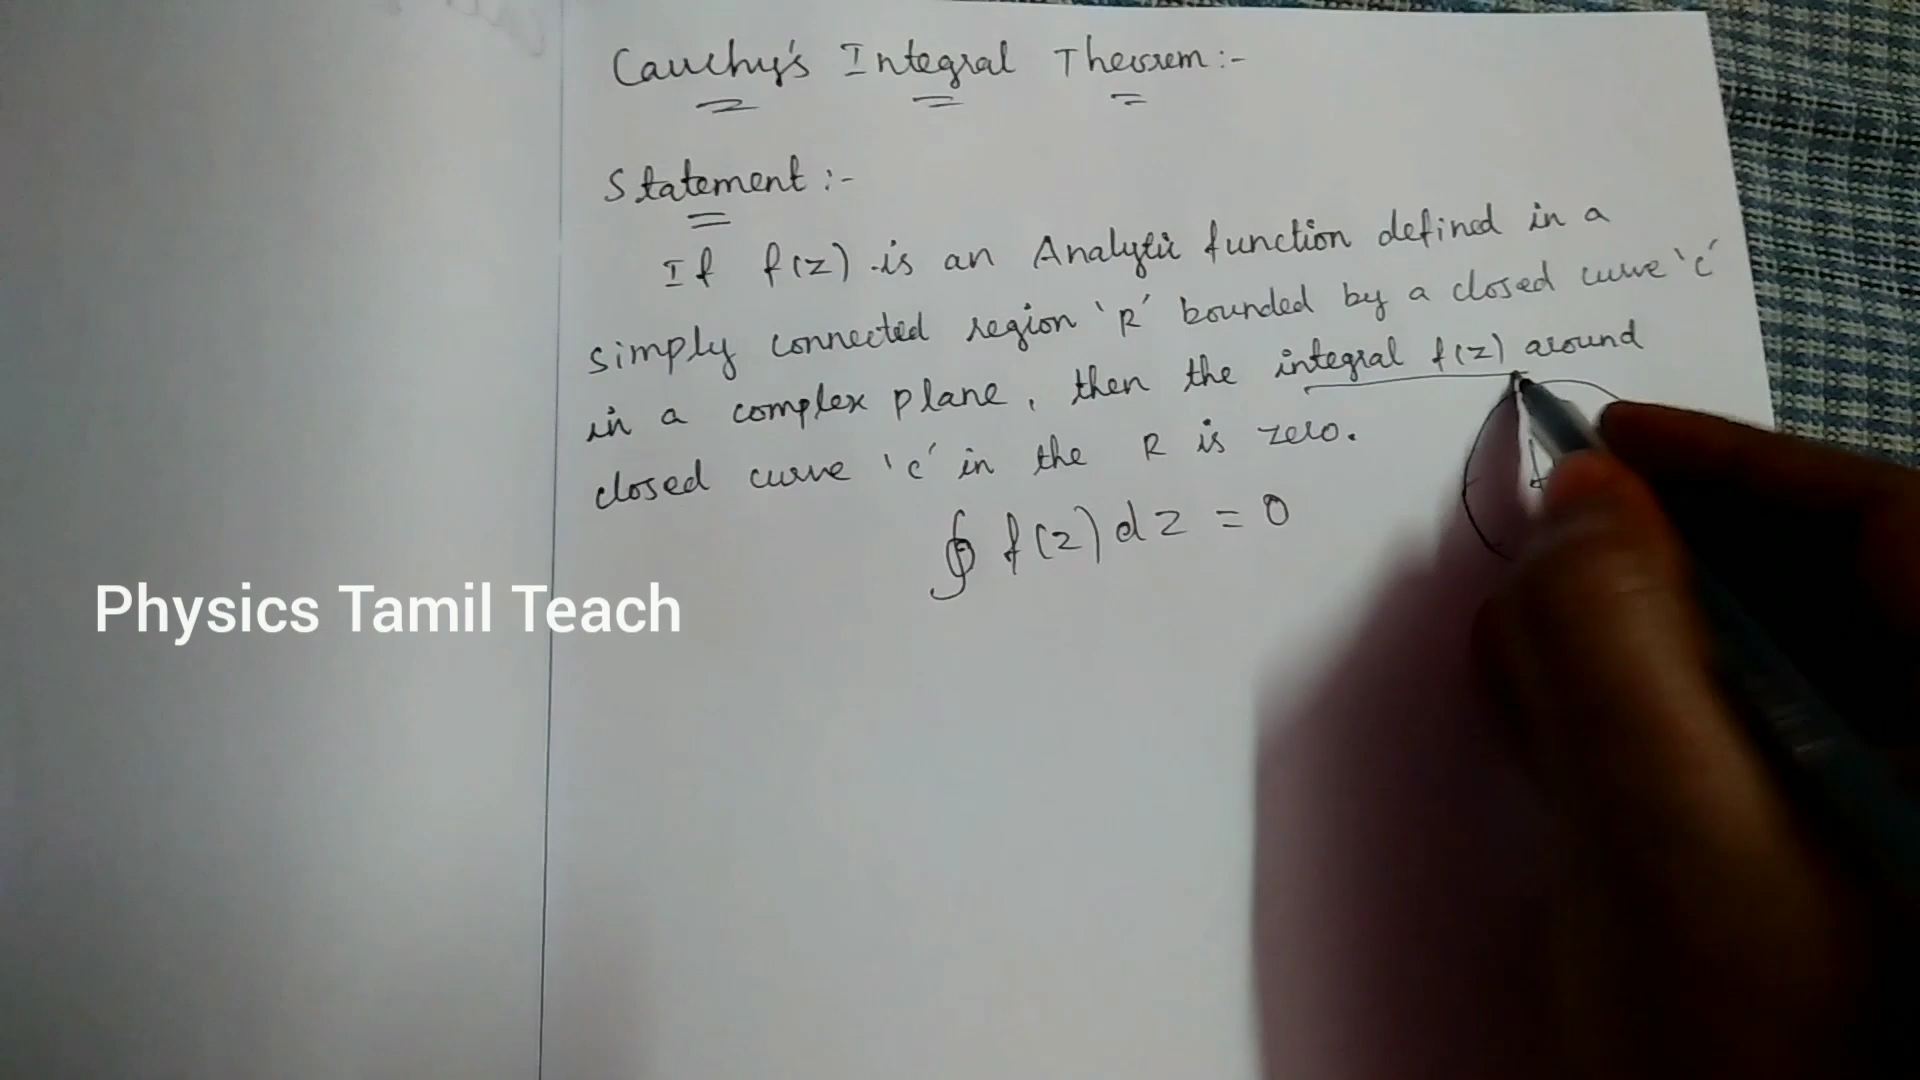 Cauchy's Integral Theorem :-
Statement :-
If f(z) is an Analytic function defined in a
simply connected region 'R' bounded by a closed curve 'c'
in a complex plane, then the integral f(z) around
closed curve 'c' in the R is zero.
∮ f(z) dz = 0
Physics Tamil Teach